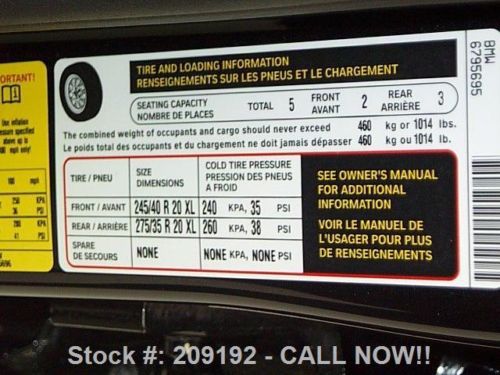 TIRE AND LOADING INFORMATION
RENSEIGNEMENTS SUR LES PNEUS ET LE CHARGEMENT
BMW
6795695
SEATING CAPACITY
NOMBRE DE PLACES
TOTAL 5
FRONT
AVANT 2
REAR
ARRIÈRE 3
The combined weight of occupants and cargo should never exceed 460 kg or 1014 lbs.
Le poids total des occupants et du chargement ne doit jamais dépasser 460 kg ou 1014 lb.
TIRE / PNEU
SIZE
DIMENSIONS
COLD TIRE PRESSURE
PRESSION DES PNEUS
A FROID
FRONT / AVANT 245/40 R 20 XL 240 KPA, 35 PSI
REAR / ARRIÈRE 275/35 R 20 XL 260 KPA, 38 PSI
SPARE
DE SECOURS NONE NONE KPA, NONE PSI
SEE OWNER'S MANUAL
FOR ADDITIONAL
INFORMATION
VOIR LE MANUEL DE
L'USAGER POUR PLUS
DE RENSEIGNEMENTS
Stock #: 209192 - CALL NOW!!